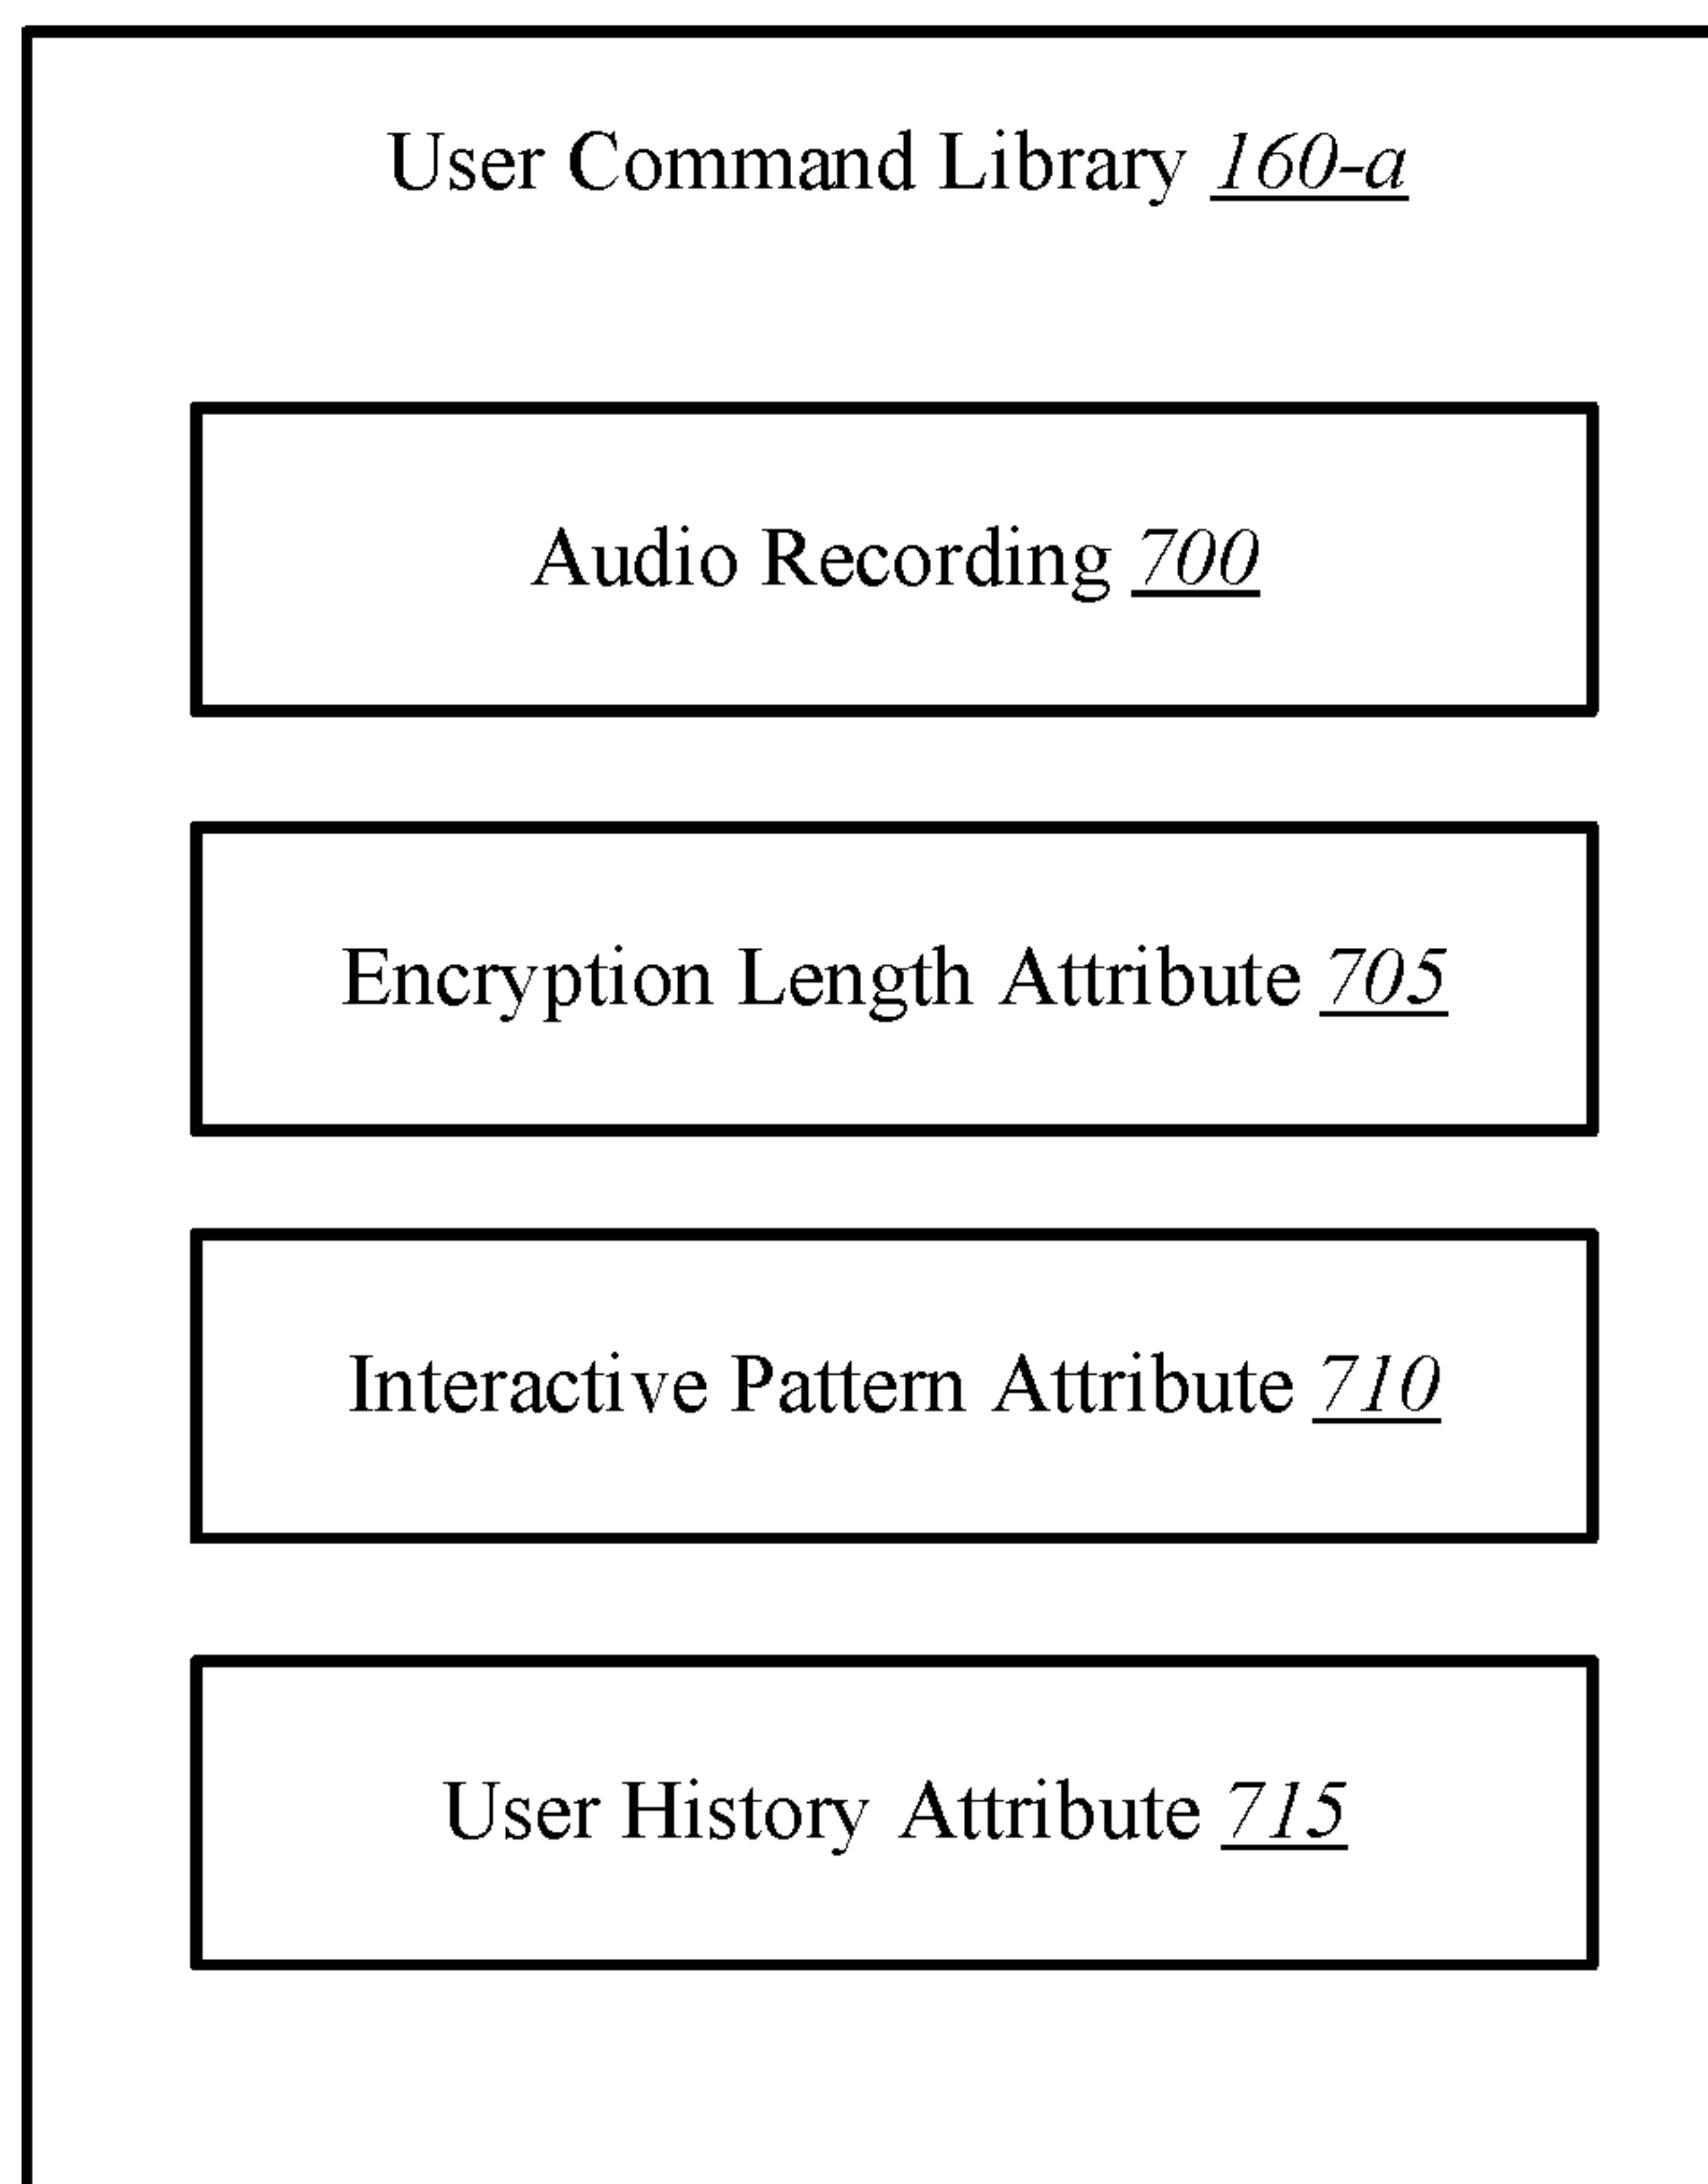 User Command Library 160-a
Audio Recording 700
Encryption Length Attribute 705
Interactive Pattern Attribute 710
User History Attribute 715